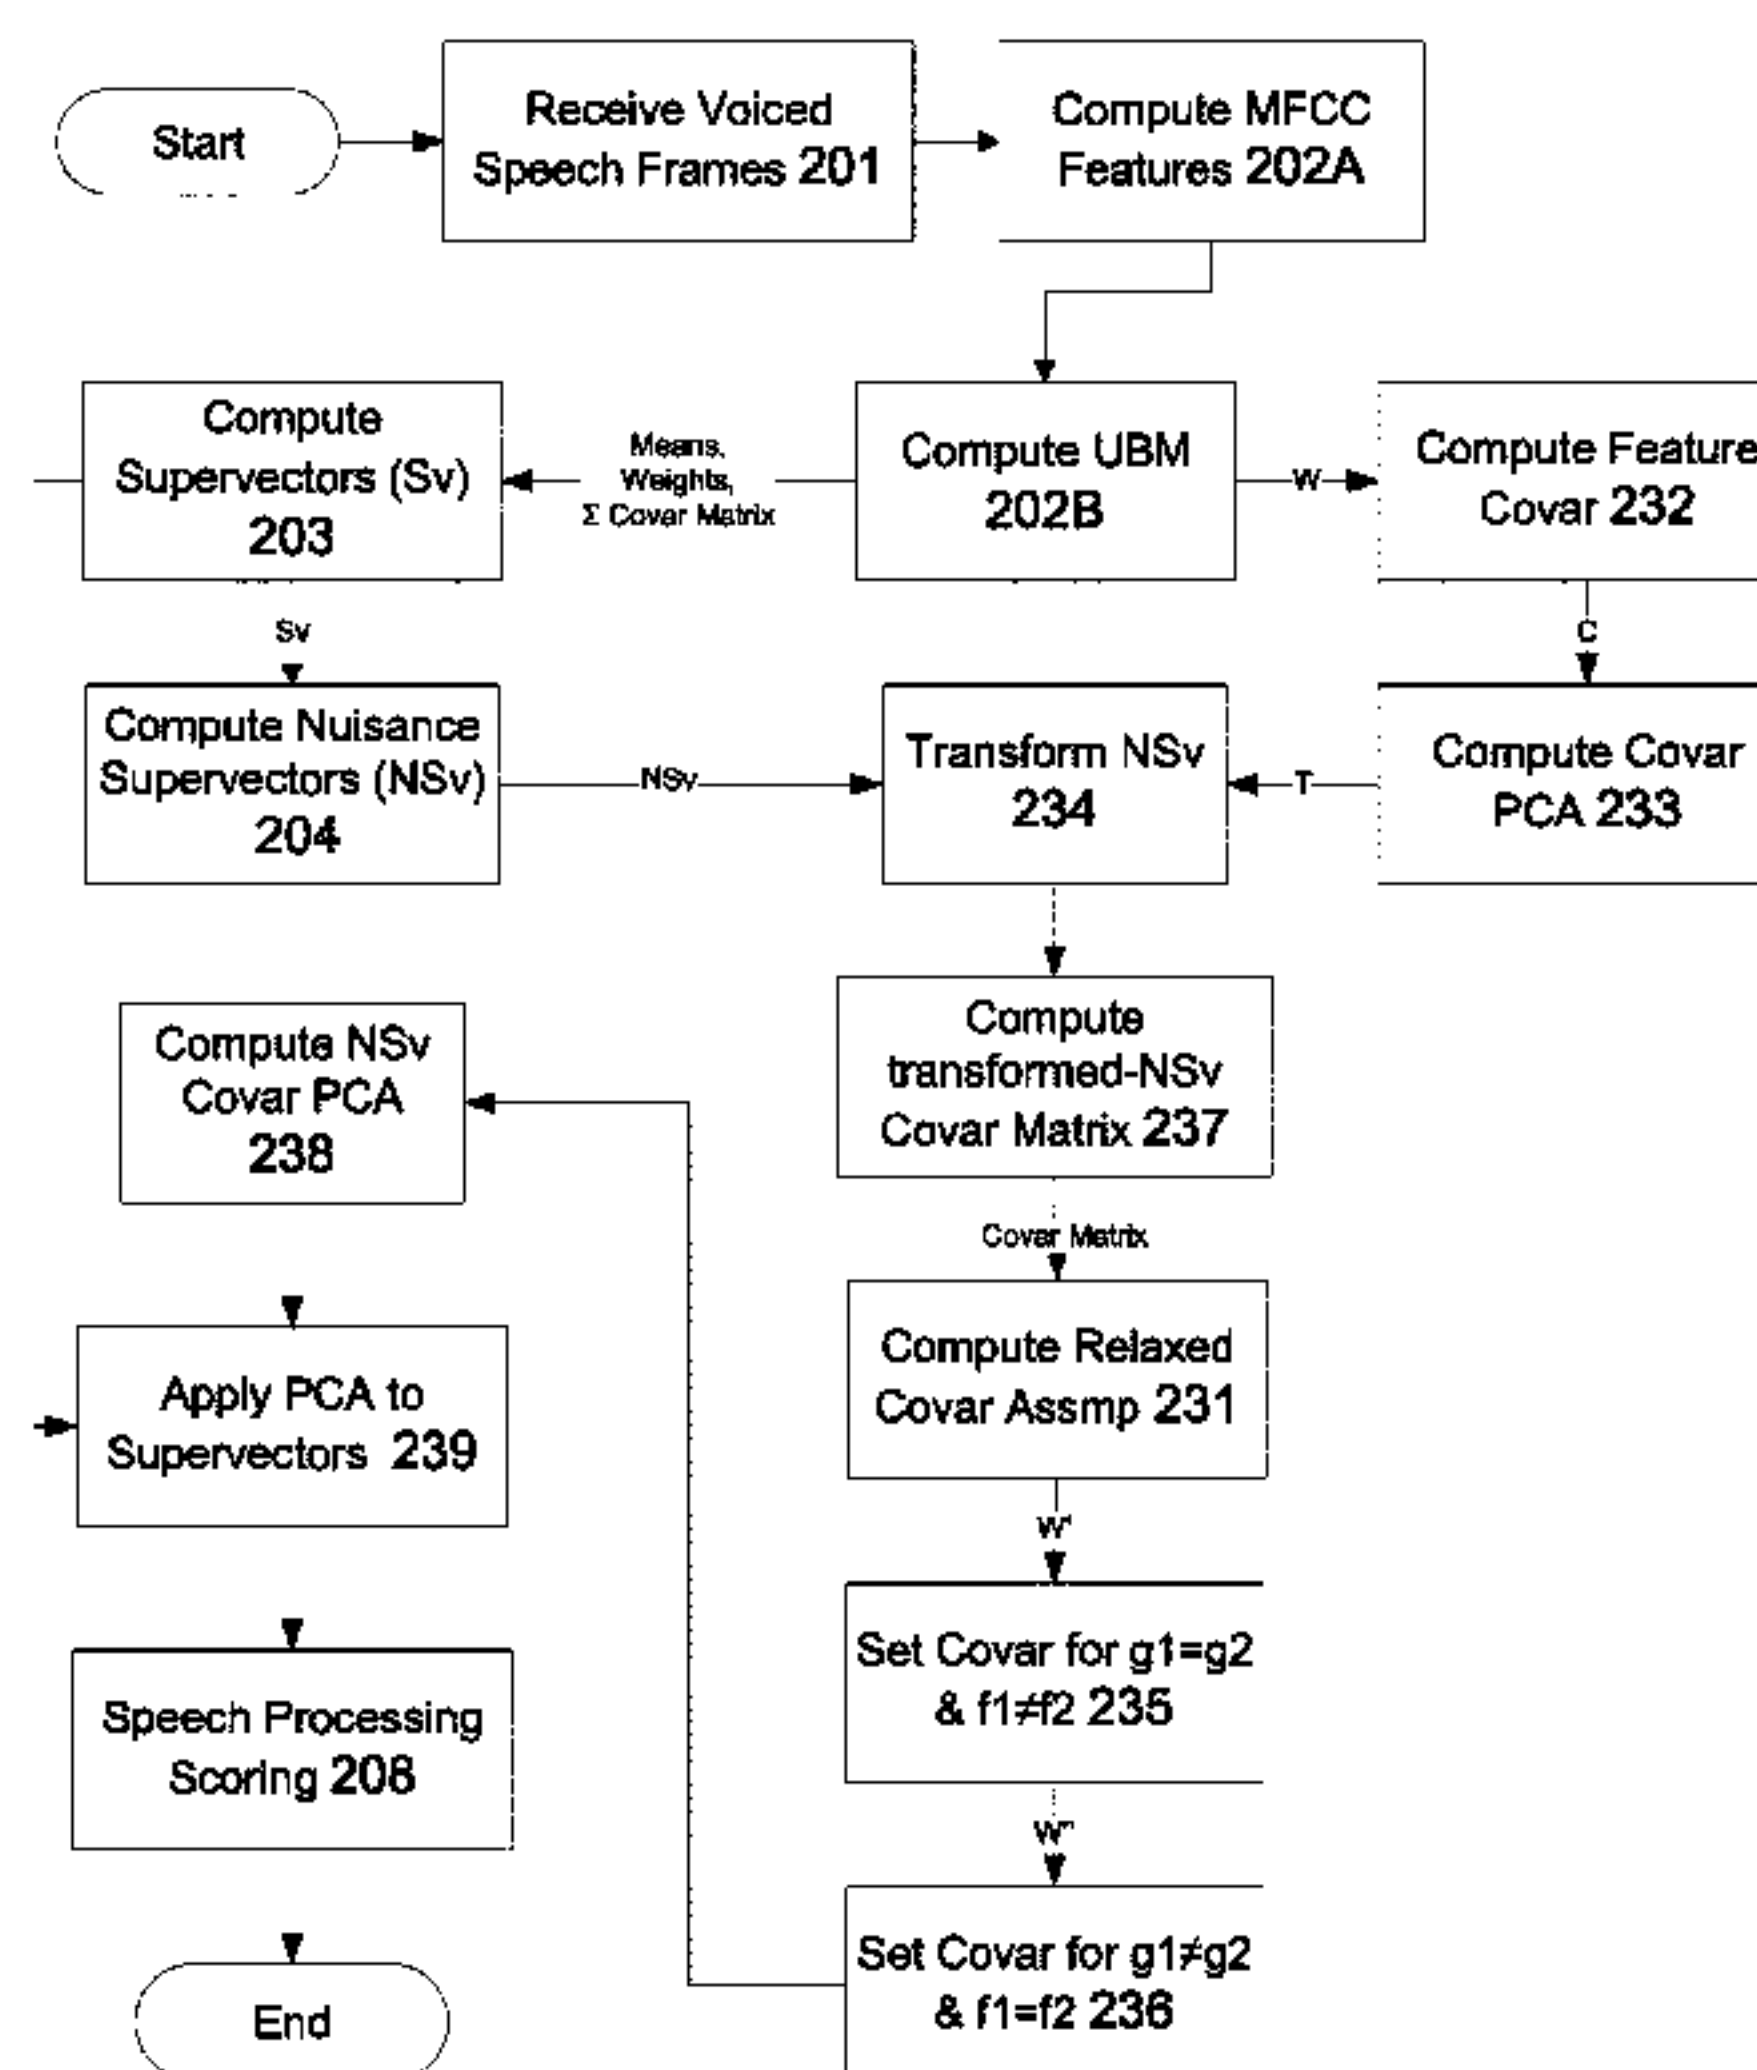 Start
Receive Voiced
Speech Frames 201
Compute MFCC
Features 202A
Compute
Supervectors (Sv)
203
Means,
Weights,
Σ Covar Matrix
Compute UBM
202B
W
Compute Feature
Covar 232
Sv
C
Compute Nuisance
Supervectors (NSv)
204
NSv
Transform NSv
234
T
Compute Covar
PCA 233
Compute NSv
Covar PCA
238
Compute
transformed-NSv
Covar Matrix 237
Covar Matrix
Apply PCA to
Supervectors 239
Compute Relaxed
Covar Assmp 231
W'
Speech Processing
Scoring 208
Set Covar for g1=g2
& f1≠f2 235
W"
End
Set Covar for g1≠g2
& f1=f2 236